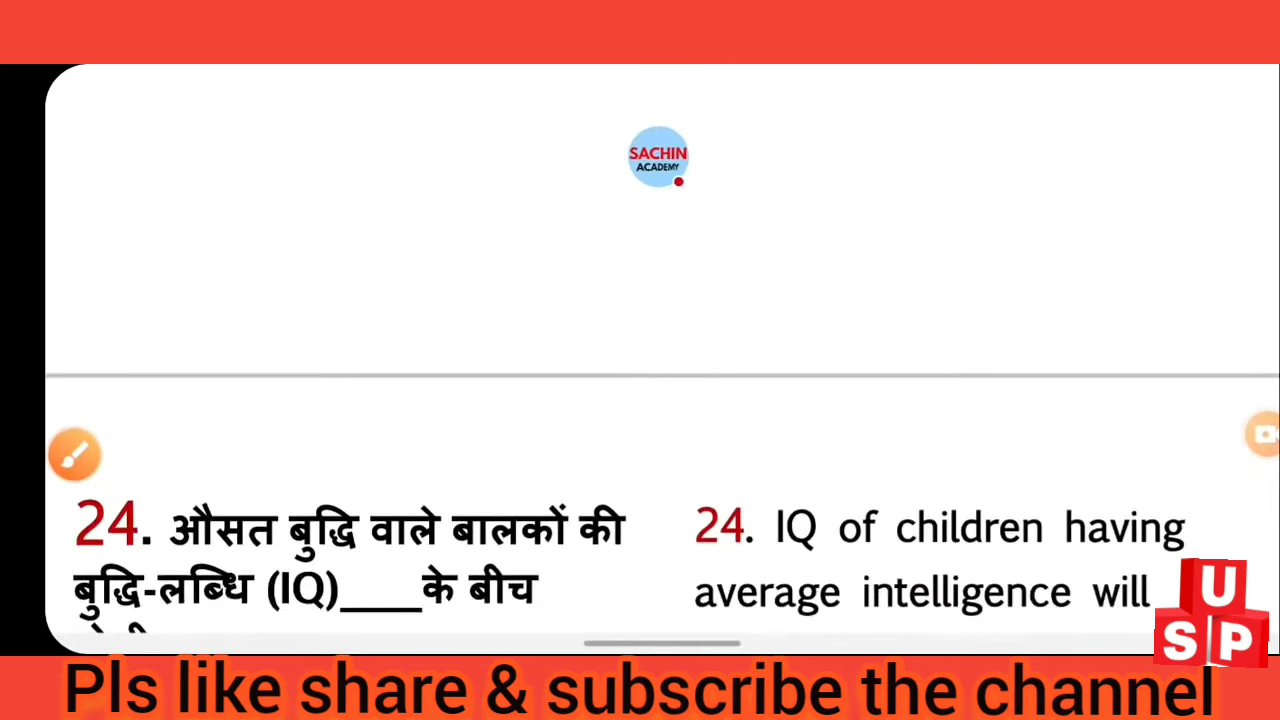 SACHIN
ACADEMY
24. औसत बुद्धि वाले बालकों की
बुद्धि-लब्धि (IQ)____के बीच
24. IQ of children having
average intelligence will
U
S P
Pls like share & subscribe the channel